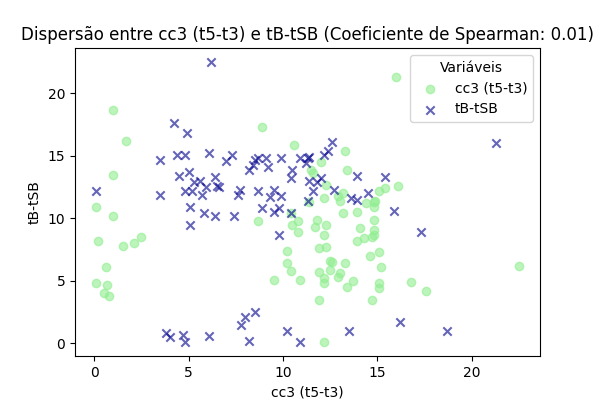 Dispersão entre cc3 (t5-t3) e tB-tSB (Coeficiente de Spearman: 0.01)
Variáveis
cc3 (t5-t3)
tB-tSB
tB-tSB
20
15
10
5
0
0
5
10
15
20
cc3 (t5-t3)